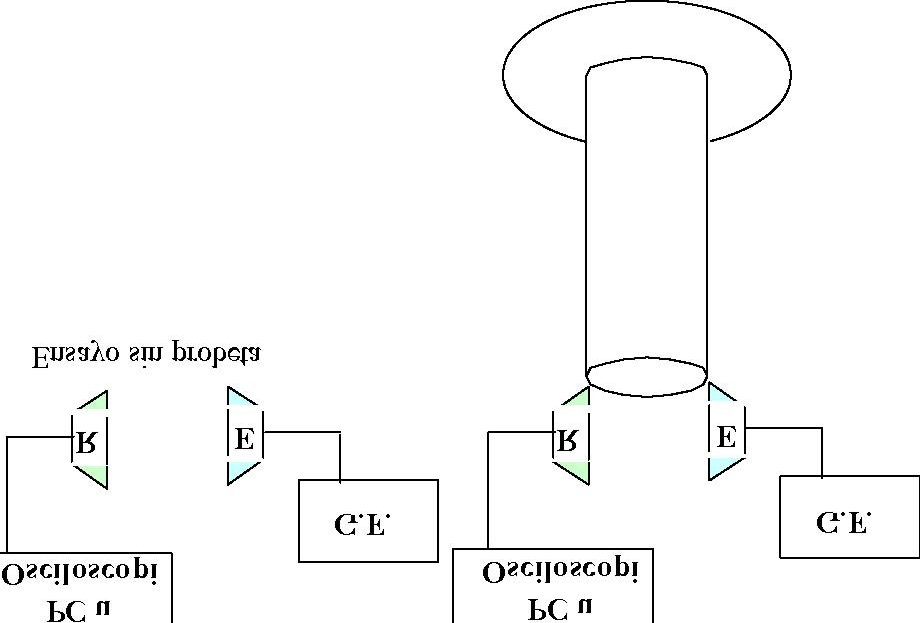 PC u
Osciloscopi
G.F.
R
E
Ensayo sin probeta
PC u
Osciloscopi
G.F.
R
E